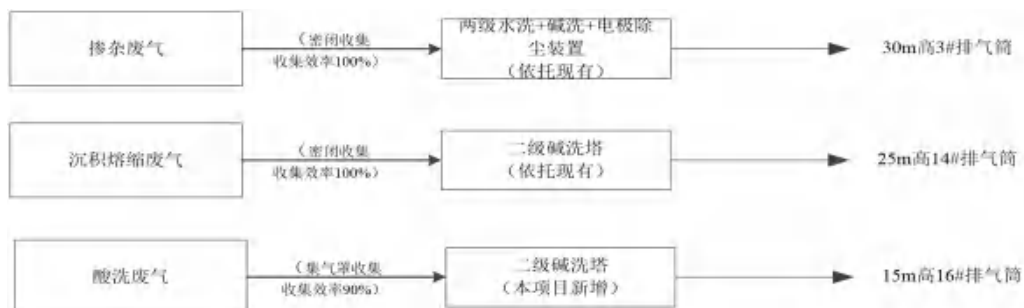 掺杂废气
（密闭收集
收集效率100%）
两级水洗+碱洗+电极除
尘装置
（依托现有）
30m高3#排气筒
沉积熔缩废气
（密闭收集
收集效率100%）
二级碱洗塔
（依托现有）
25m高14#排气筒
酸洗废气
（集气罩收集
收集效率90%）
二级碱洗塔
（本项目新增）
15m高16#排气筒